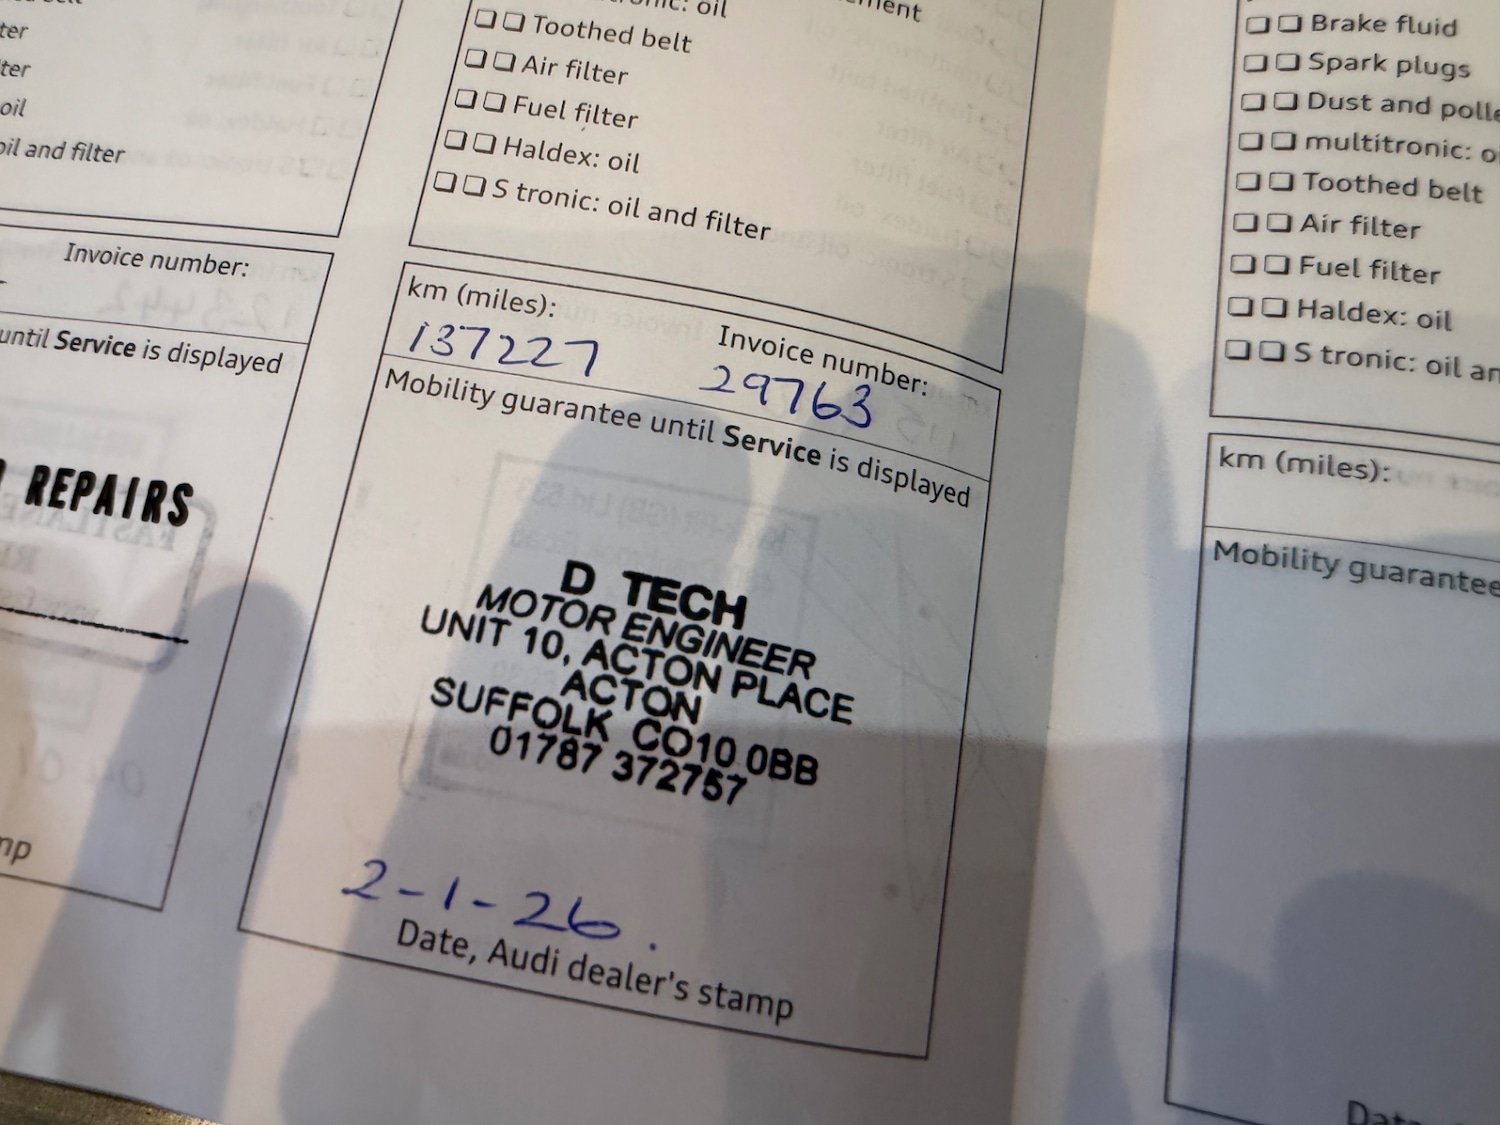 ter
ter
oil
oil and filter
Invoice number:
until Service is displayed
REPAIRS
oil
❑ ❑ Toothed belt
❑ ❑ Air filter
❑ ❑ Fuel filter
❑ ❑ Haldex: oil
❑ ❑ S tronic: oil and filter
km (miles):
137227
Invoice number:
29763
Mobility guarantee until Service is displayed
D TECH
MOTOR ENGINEER
UNIT 10, ACTON PLACE
ACTON
SUFFOLK CO10 0BB
01787 372757
2-1-26.
Date, Audi dealer's stamp
❑ ❑ Brake fluid
❑ ❑ Spark plugs
❑ ❑ Dust and polle
❑ ❑ multitronic: o
❑ ❑ Toothed belt
❑ ❑ Air filter
❑ ❑ Fuel filter
❑ ❑ Haldex: oil
❑ ❑ S tronic: oil an
km (miles):
Mobility guarantee